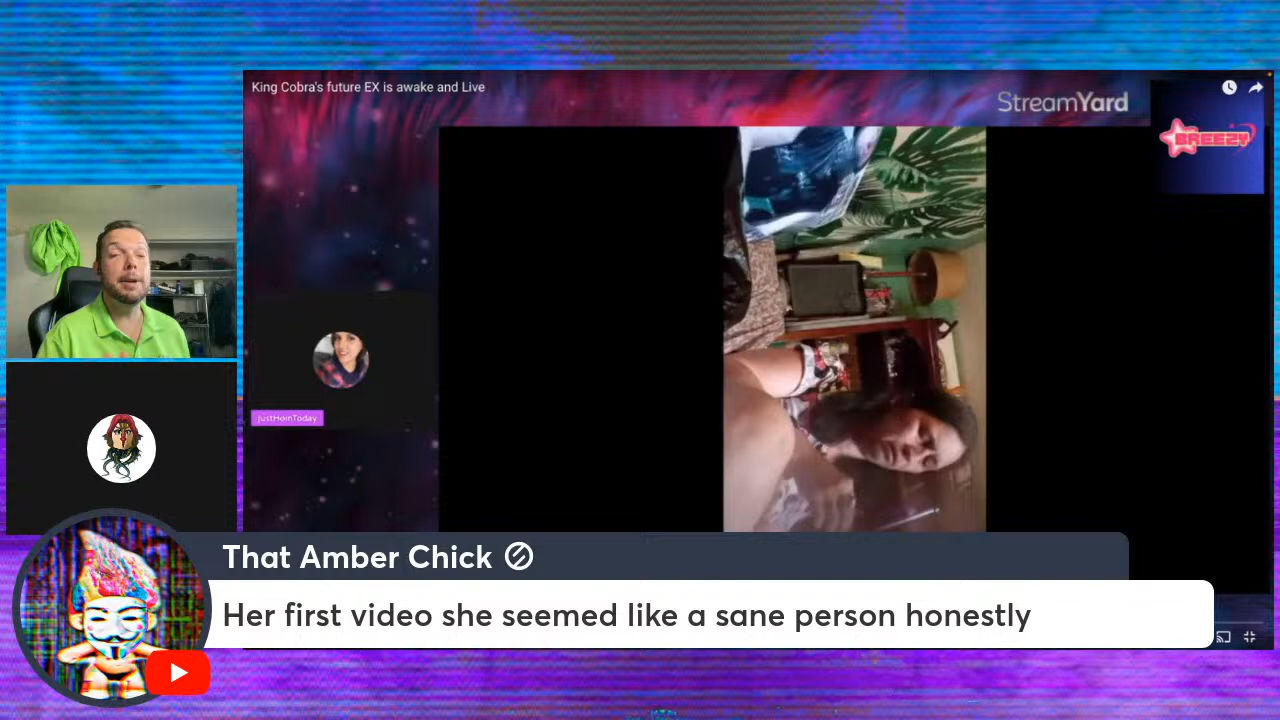 King Cobra's future EX is awake and Live
StreamYard
BREEZY
JustHoinToday
That Amber Chick
Her first video she seemed like a sane person honestly